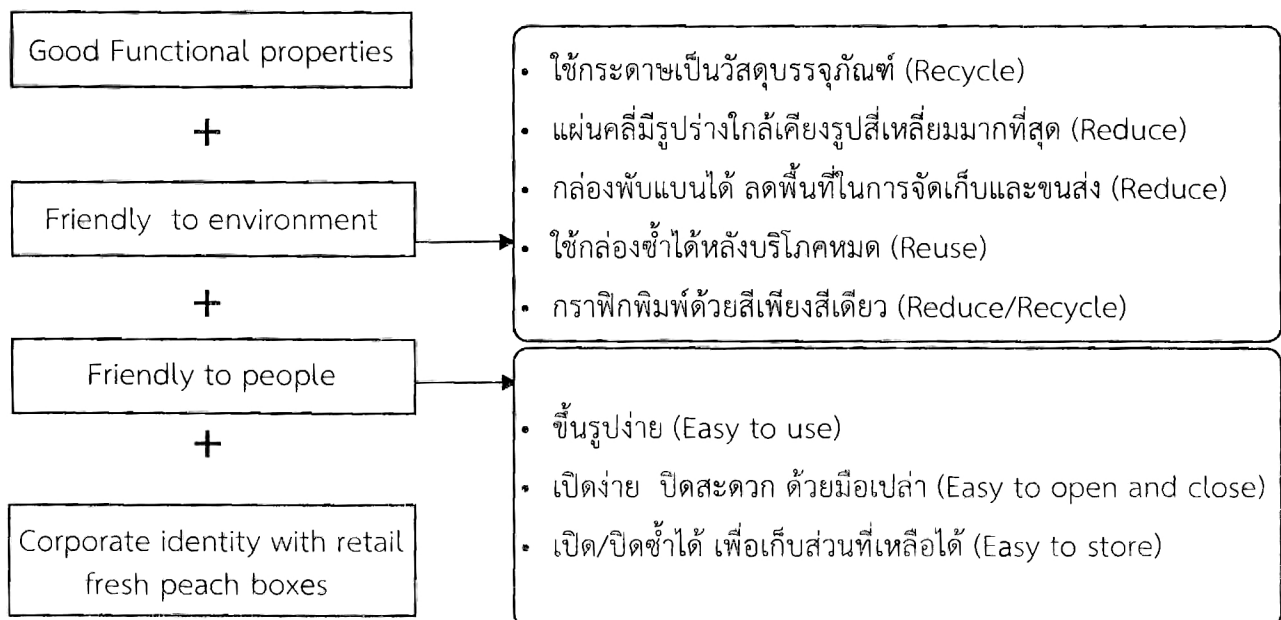 Good Functional properties
+
Friendly to environment
+
Friendly to people
+
Corporate identity with retail
fresh peach boxes
• ใช้กระดาษเป็นวัสดุบรรจุภัณฑ์ (Recycle)
• แผ่นคลี่มีรูปร่างใกล้เคียงรูปสี่เหลี่ยมมากที่สุด (Reduce)
• กล่องพับแบนได้ ลดพื้นที่ในการจัดเก็บและขนส่ง (Reduce)
• ใช้กล่องซ้ำได้หลังบริโภคหมด (Reuse)
• กราฟิกพิมพ์ด้วยสีเพียงสีเดียว (Reduce/Recycle)
• ขึ้นรูปง่าย (Easy to use)
• เปิดง่าย ปิดสะดวก ด้วยมือเปล่า (Easy to open and close)
• เปิด/ปิดซ้ำได้ เพื่อเก็บส่วนที่เหลือได้ (Easy to store)